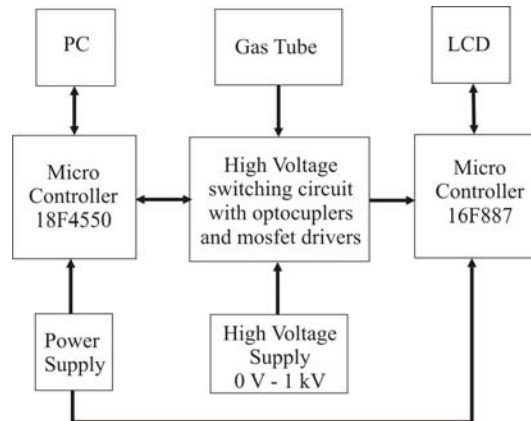 PC
Gas Tube
LCD
Micro
Controller
18F4550
High Voltage
switching circuit
with optocuplers
and mosfet drivers
Micro
Controller
16F887
Power
Supply
High Voltage
Supply
0 V - 1 kV